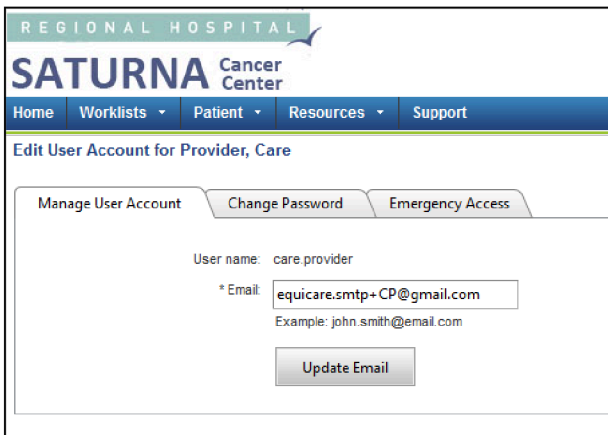 REGIONAL HOSPITAL
SATURNA Cancer Center
Home Worklists Patient Resources Support
Edit User Account for Provider, Care
Manage User Account Change Password Emergency Access
User name: care.provider
* Email: equicare.smtp+CP@gmail.com
Example: john.smith@email.com
Update Email